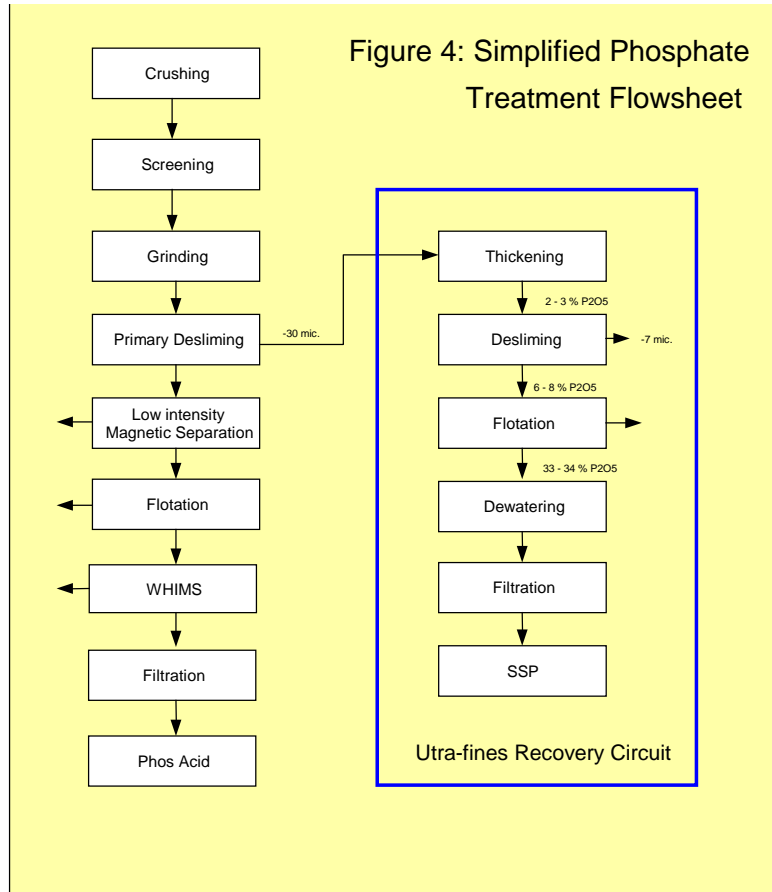 Figure 4: Simplified Phosphate
Treatment Flowsheet
Crushing
Screening
Grinding
Primary Desliming
-30 mic.
Low intensity
Magnetic Separation
Flotation
WHIMS
Filtration
Phos Acid
Thickening
2 - 3 % P2O5
Desliming
-7 mic.
6 - 8 % P2O5
Flotation
33 - 34 % P2O5
Dewatering
Filtration
SSP
Utra-fines Recovery Circuit